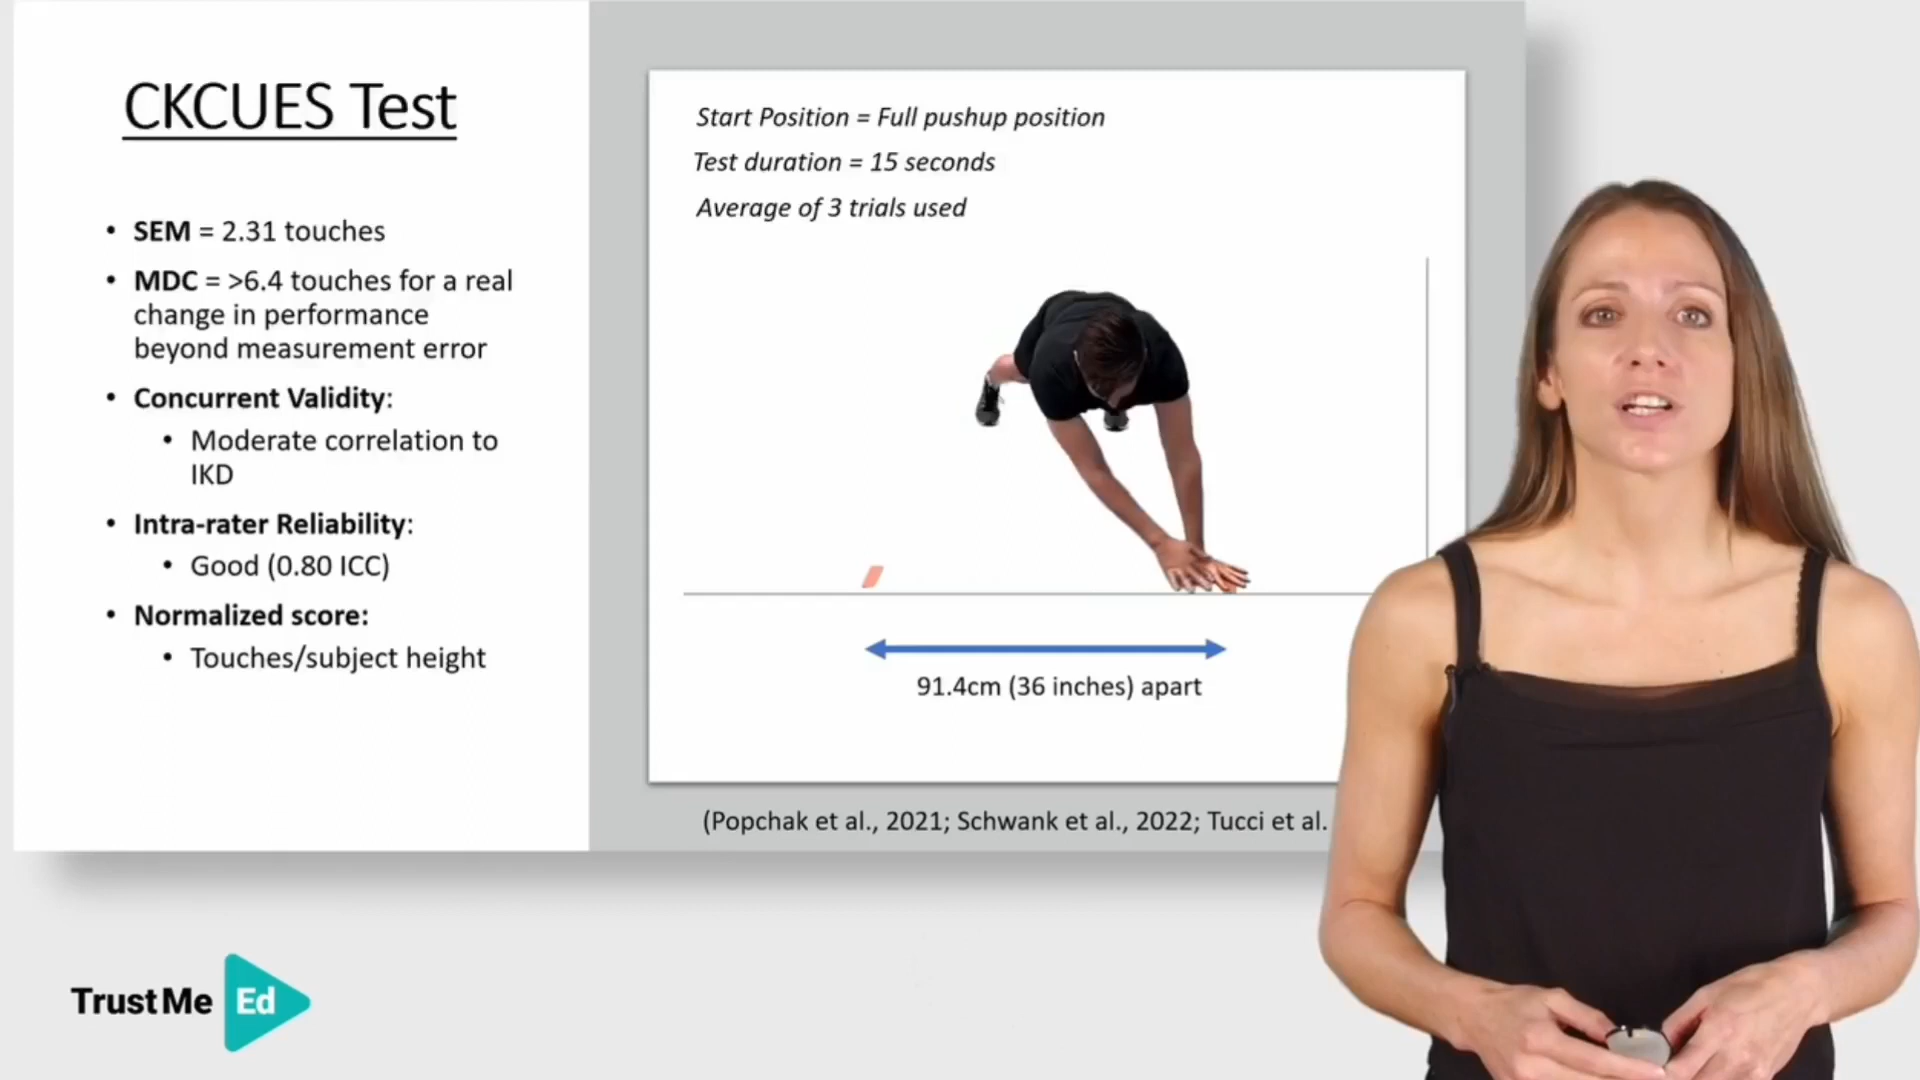 CKCUES Test
• SEM = 2.31 touches
• MDC = >6.4 touches for a real
change in performance
beyond measurement error
• Concurrent Validity:
• Moderate correlation to
IKD
• Intra-rater Reliability:
• Good (0.80 ICC)
• Normalized score:
• Touches/subject height
Start Position = Full pushup position
Test duration = 15 seconds
Average of 3 trials used
91.4cm (36 inches) apart
(Popchak et al., 2021; Schwank et al., 2022; Tucci et al.
TrustMe Ed